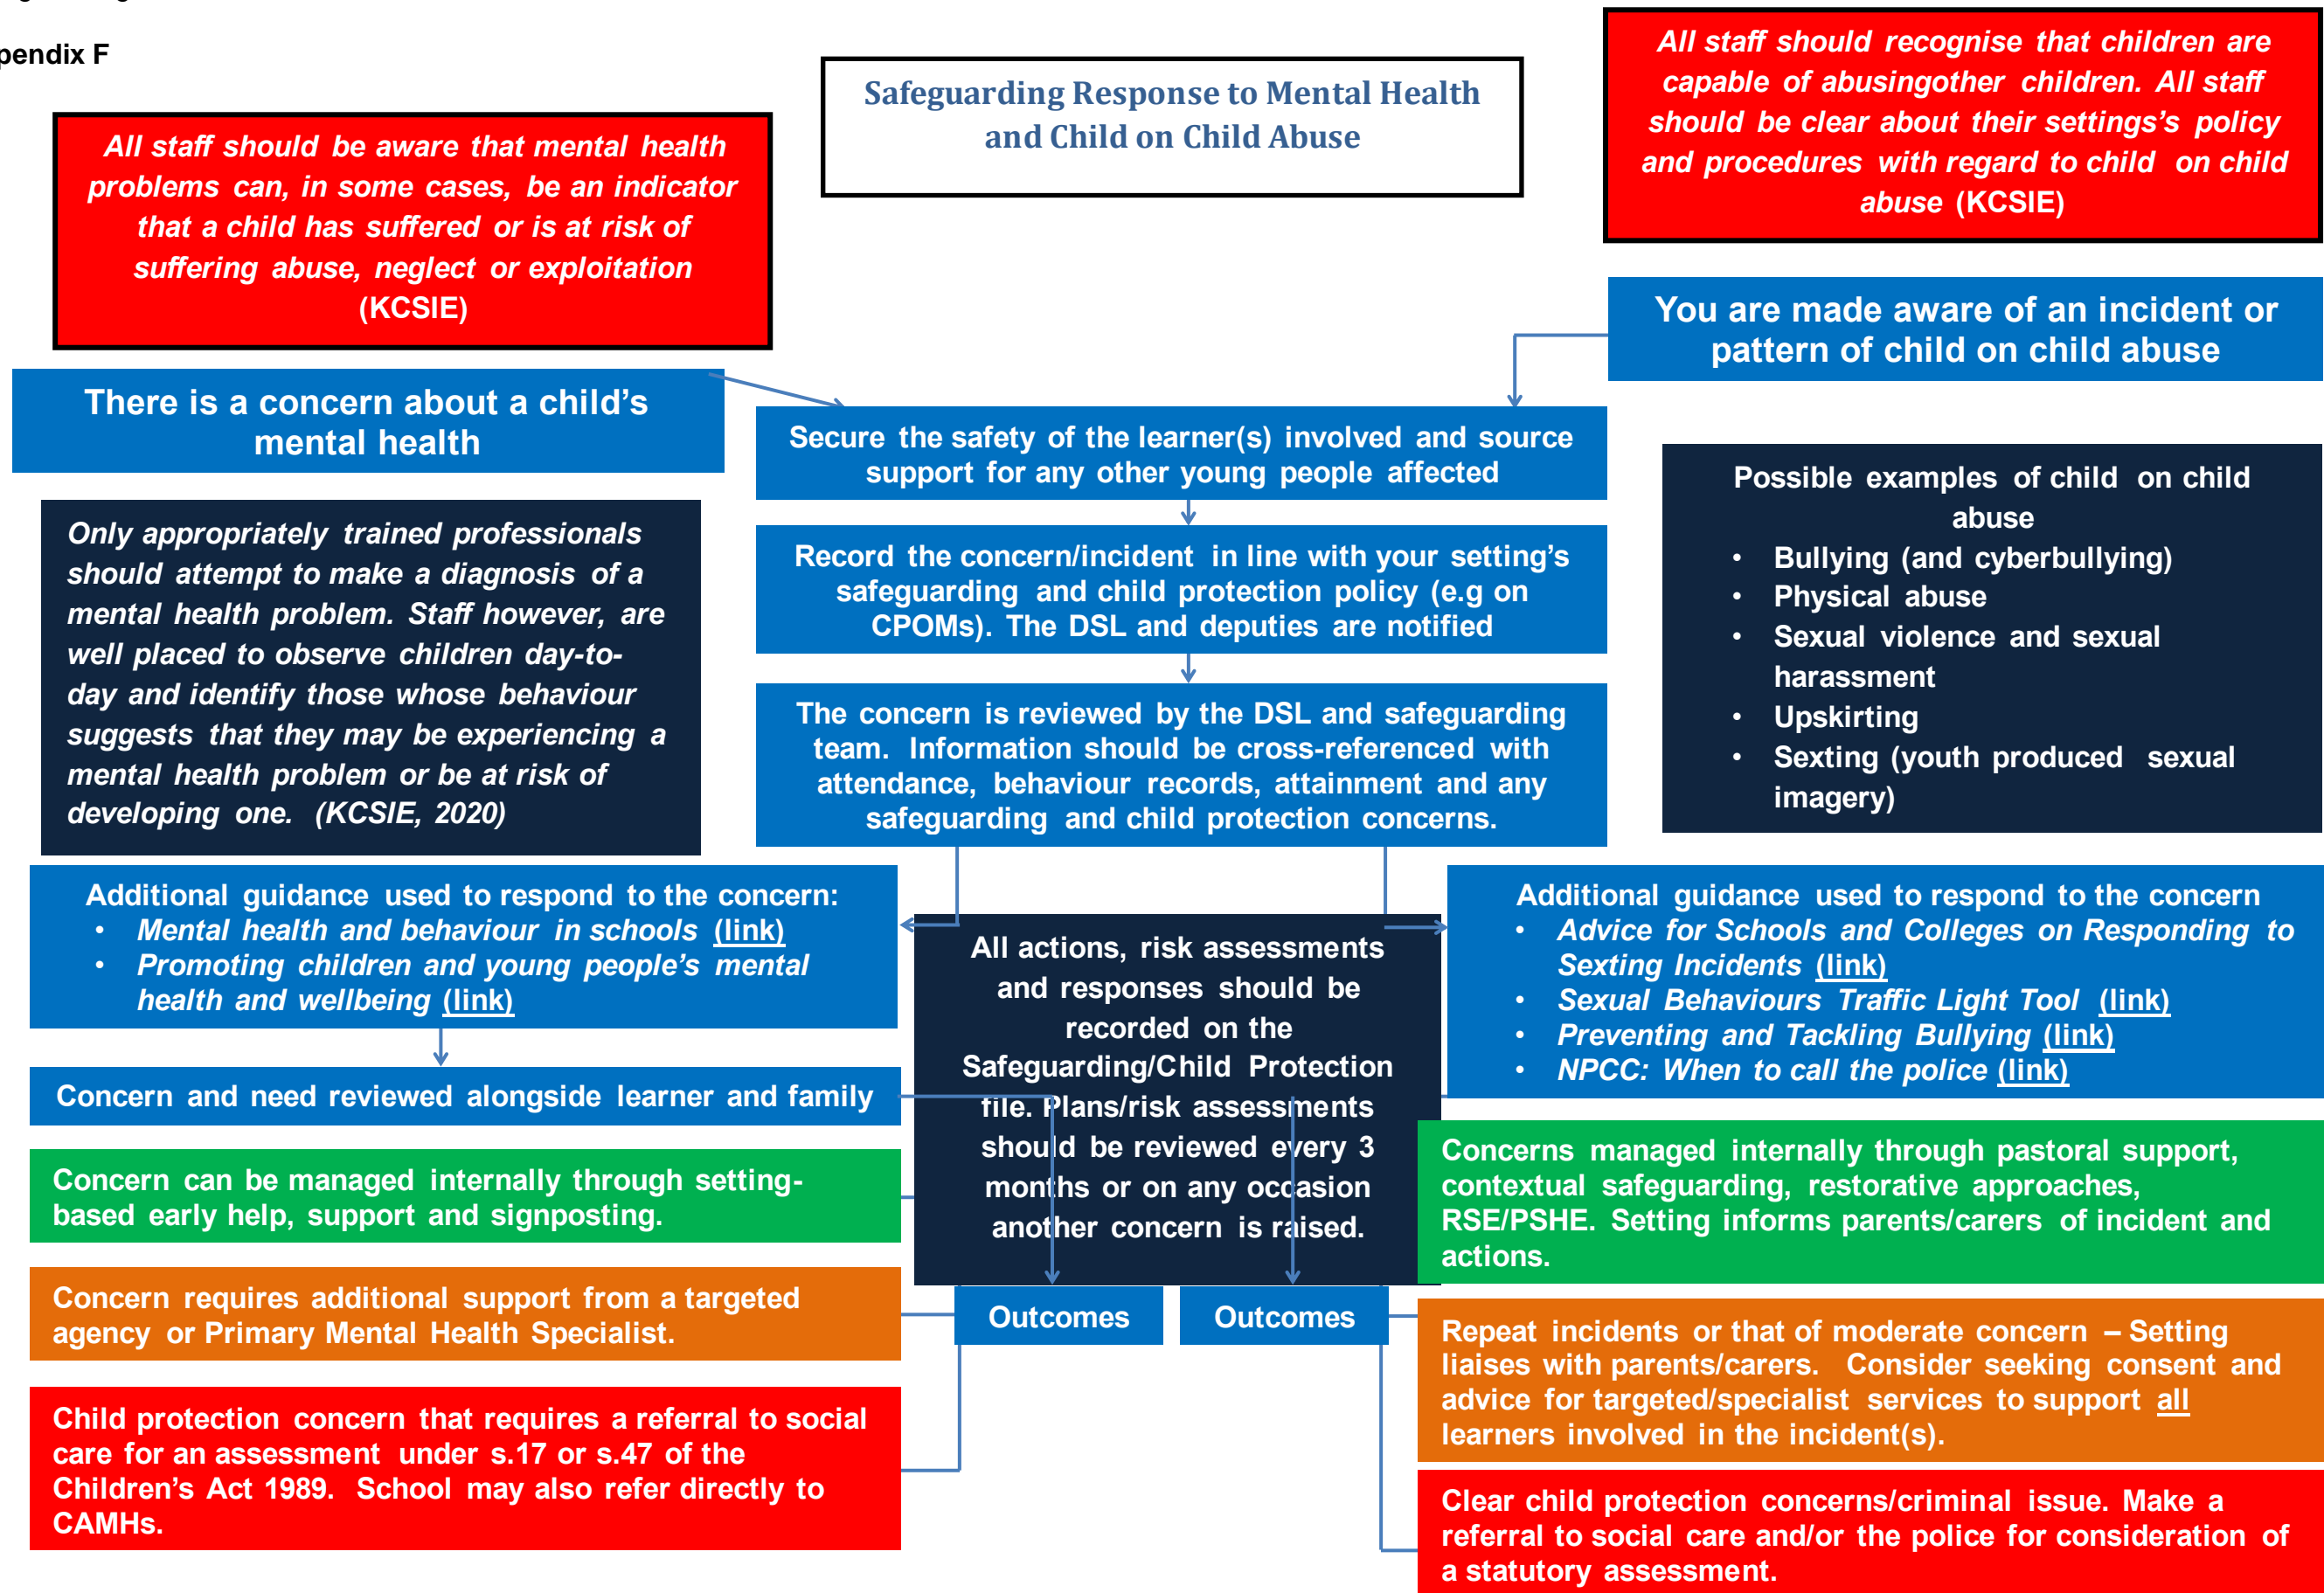 pendix F
Safeguarding Response to Mental Health
and Child on Child Abuse
All staff should be aware that mental health
problems can, in some cases, be an indicator
that a child has suffered or is at risk of
suffering abuse, neglect or exploitation
(KCSIE)
All staff should recognise that children are
capable of abusingother children. All staff
should be clear about their settings's policy
and procedures with regard to child on child
abuse (KCSIE)
You are made aware of an incident or
pattern of child on child abuse
There is a concern about a child’s
mental health
Secure the safety of the learner(s) involved and source
support for any other young people affected
Record the concern/incident in line with your setting’s
safeguarding and child protection policy (e.g on
CPOMs). The DSL and deputies are notified
The concern is reviewed by the DSL and safeguarding
team. Information should be cross-referenced with
attendance, behaviour records, attainment and any
safeguarding and child protection concerns.
Only appropriately trained professionals
should attempt to make a diagnosis of a
mental health problem. Staff however, are
well placed to observe children day-to-
day and identify those whose behaviour
suggests that they may be experiencing a
mental health problem or be at risk of
developing one. (KCSIE, 2020)
Possible examples of child on child
abuse
• Bullying (and cyberbullying)
• Physical abuse
• Sexual violence and sexual
harassment
• Upskirting
• Sexting (youth produced sexual
imagery)
Additional guidance used to respond to the concern:
• Mental health and behaviour in schools (link)
• Promoting children and young people’s mental
health and wellbeing (link)
Concern and need reviewed alongside learner and family
Concern can be managed internally through setting-
based early help, support and signposting.
Concern requires additional support from a targeted
agency or Primary Mental Health Specialist.
Child protection concern that requires a referral to social
care for an assessment under s.17 or s.47 of the
Children’s Act 1989. School may also refer directly to
CAMHs.
All actions, risk assessments
and responses should be
recorded on the
Safeguarding/Child Protection
file. Plans/risk assessments
should be reviewed every 3
months or on any occasion
another concern is raised.
Outcomes
Outcomes
Additional guidance used to respond to the concern
• Advice for Schools and Colleges on Responding to
Sexting Incidents (link)
• Sexual Behaviours Traffic Light Tool (link)
• Preventing and Tackling Bullying (link)
• NPCC: When to call the police (link)
Concerns managed internally through pastoral support,
contextual safeguarding, restorative approaches,
RSE/PSHE. Setting informs parents/carers of incident and
actions.
Repeat incidents or that of moderate concern – Setting
liaises with parents/carers. Consider seeking consent and
advice for targeted/specialist services to support all
learners involved in the incident(s).
Clear child protection concerns/criminal issue. Make a
referral to social care and/or the police for consideration of
a statutory assessment.